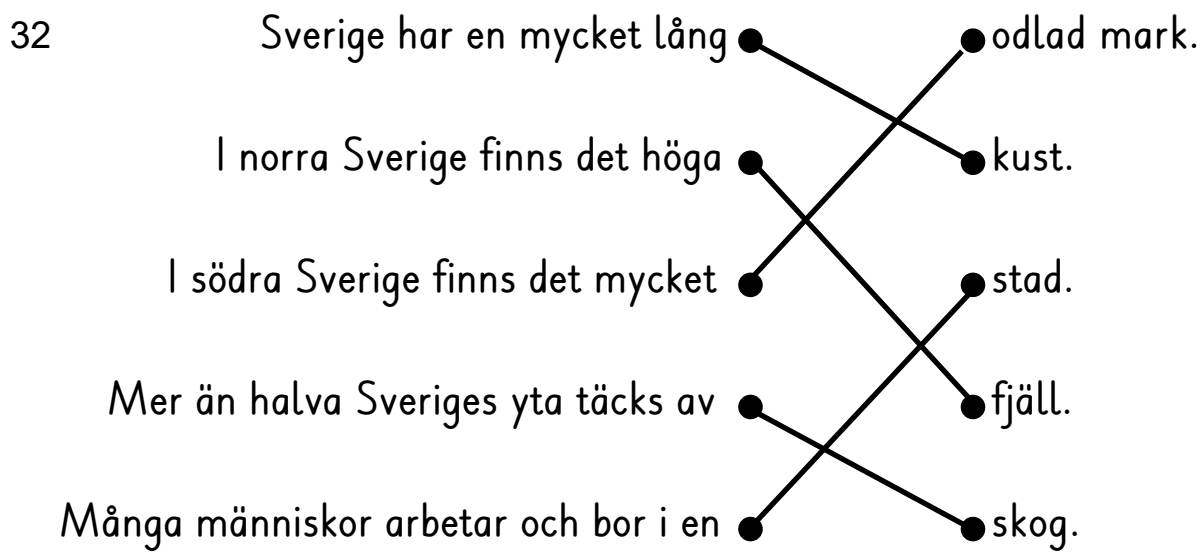 32 Sverige har en mycket lång odlad mark.
I norra Sverige finns det höga kust.
I södra Sverige finns det mycket stad.
Mer än halva Sveriges yta täcks av fjäll.
Många människor arbetar och bor i en skog.